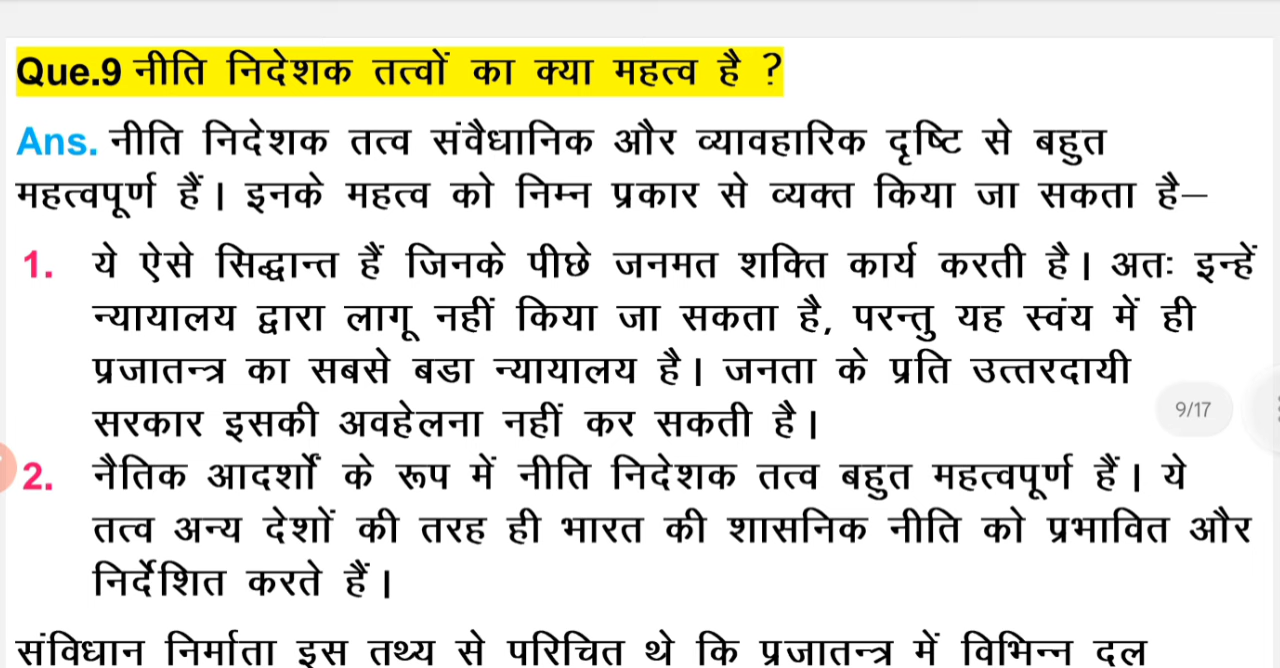 Que.9 नीति निदेशक तत्वों का क्या महत्व है ?
Ans. नीति निदेशक तत्व संवैधानिक और व्यावहारिक दृष्टि से बहुत
महत्वपूर्ण हैं। इनके महत्व को निम्न प्रकार से व्यक्त किया जा सकता है–
1. ये ऐसे सिद्धान्त हैं जिनके पीछे जनमत शक्ति कार्य करती है। अतः इन्हें
न्यायालय द्वारा लागू नहीं किया जा सकता है, परन्तु यह स्वंय में ही
प्रजातन्त्र का सबसे बडा न्यायालय है। जनता के प्रति उत्तरदायी
सरकार इसकी अवहेलना नहीं कर सकती है।
9/17
2. नैतिक आदर्शों के रूप में नीति निदेशक तत्व बहुत महत्वपूर्ण हैं। ये
तत्व अन्य देशों की तरह ही भारत की शासनिक नीति को प्रभावित और
निर्देशित करते हैं।
संविधान निर्माता इस तथ्य से परिचित थे कि प्रजातन्त्र में विभिन्न दल